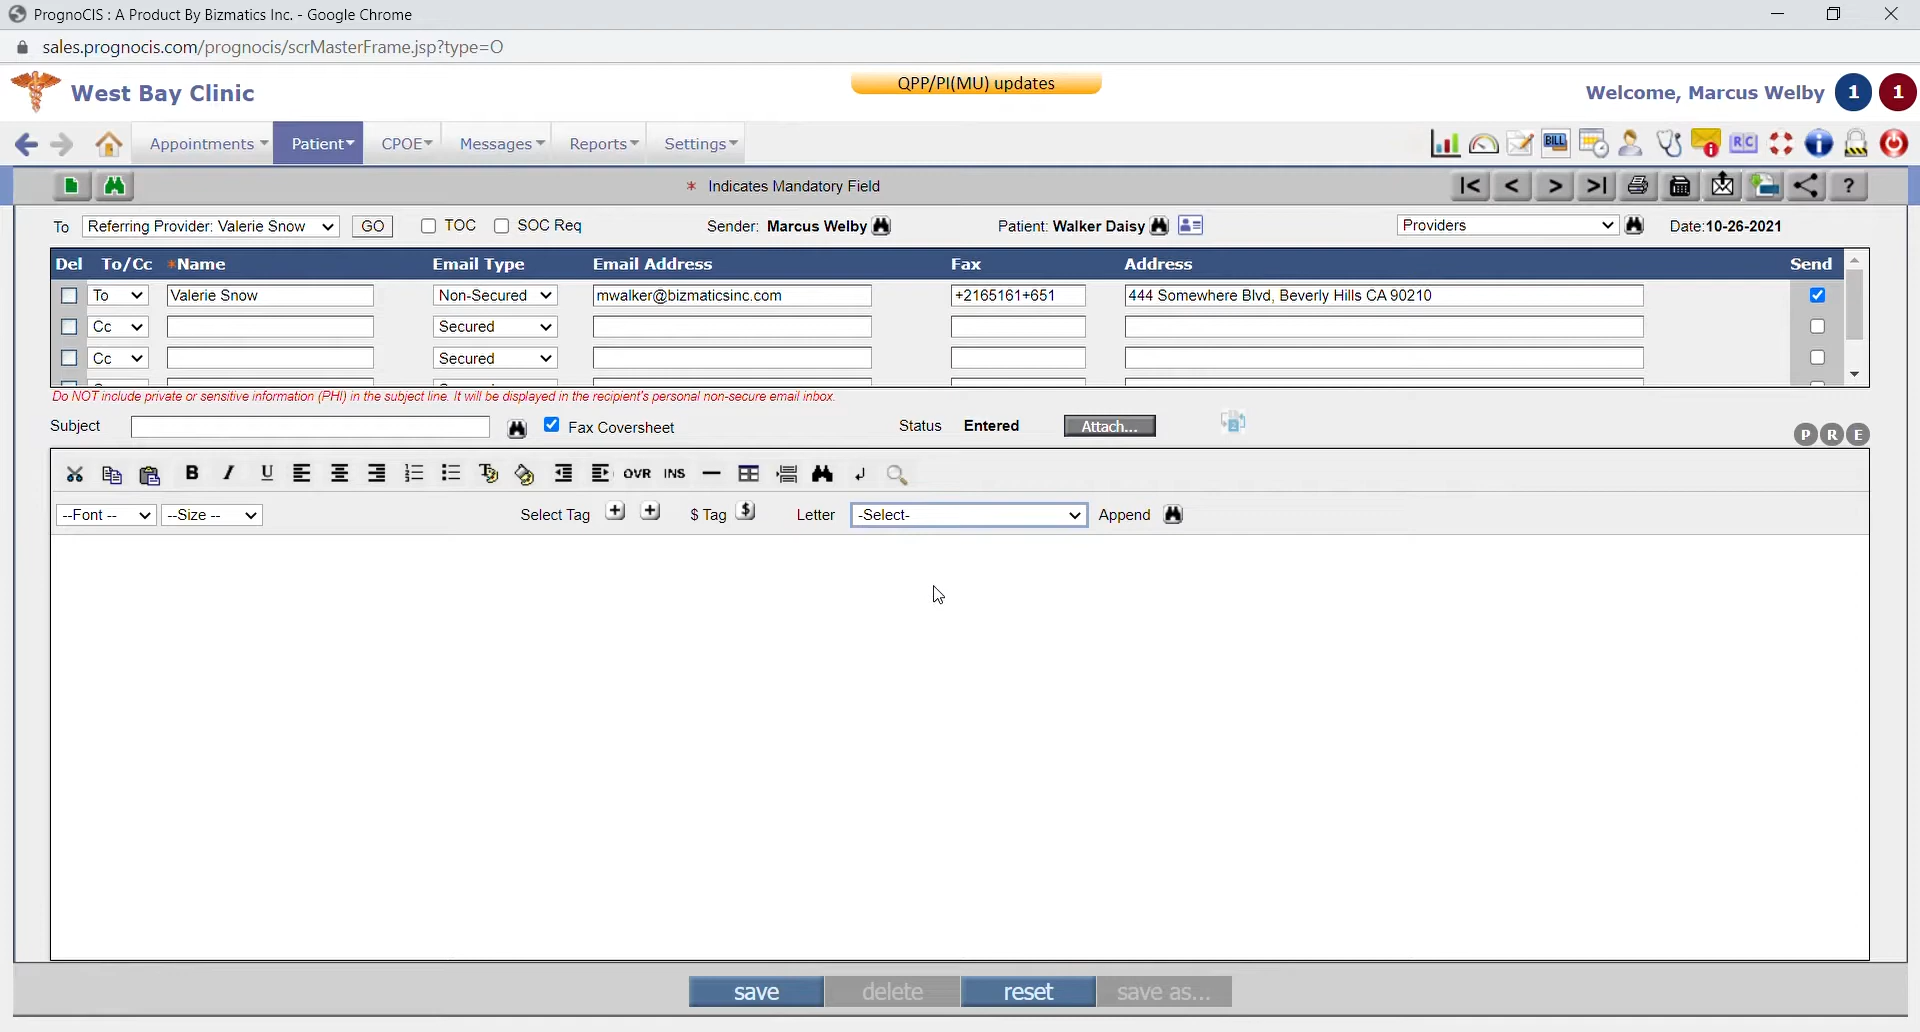 PrognoCIS : A Product By Bizmatics Inc. - Google Chrome
sales.prognocis.com/prognocis/scrMasterFrame.jsp?type=O
West Bay Clinic
QPP/PI(MU) updates
Welcome, Marcus Welby 1 1
Appointments Patient CPOE Messages Reports Settings BILL RC
* Indicates Mandatory Field
To Referring Provider: Valerie Snow GO TOC SOC Req Sender: Marcus Welby Patient: Walker Daisy Providers Date:10-26-2021
Del To/Cc *Name Email Type Email Address Fax Address Send
To Valerie Snow Non-Secured mwalker@bizmaticsinc.com +2165161+651 444 Somewhere Blvd, Beverly Hills CA 90210
Cc Secured
Cc Secured
Do NOT include private or sensitive information (PHI) in the subject line. It will be displayed in the recipient's personal non-secure email inbox.
Subject Fax Coversheet Status Entered Attach... P R E
B I U OVR INS
--Font -- --Size -- Select Tag $ Tag $ Letter -Select- Append
save delete reset save as...